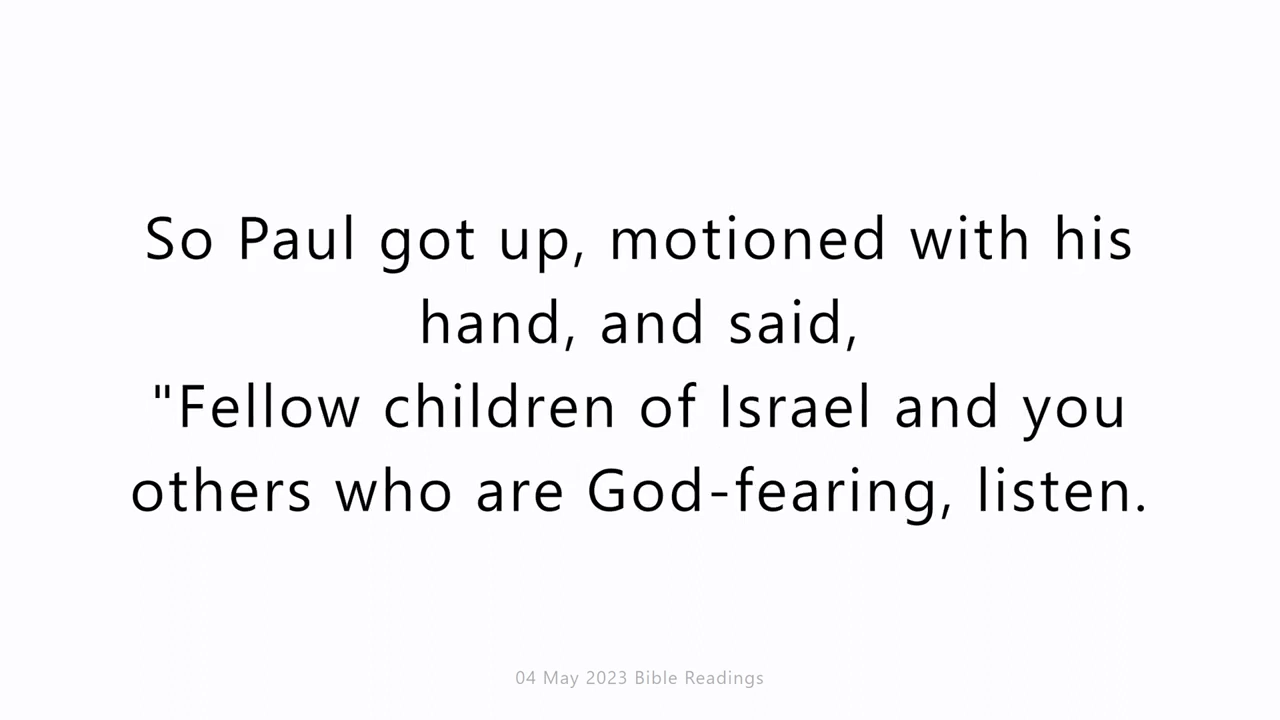 So Paul got up, motioned with his
hand, and said,
"Fellow children of Israel and you
others who are God-fearing, listen.
04 May 2023 Bible Readings